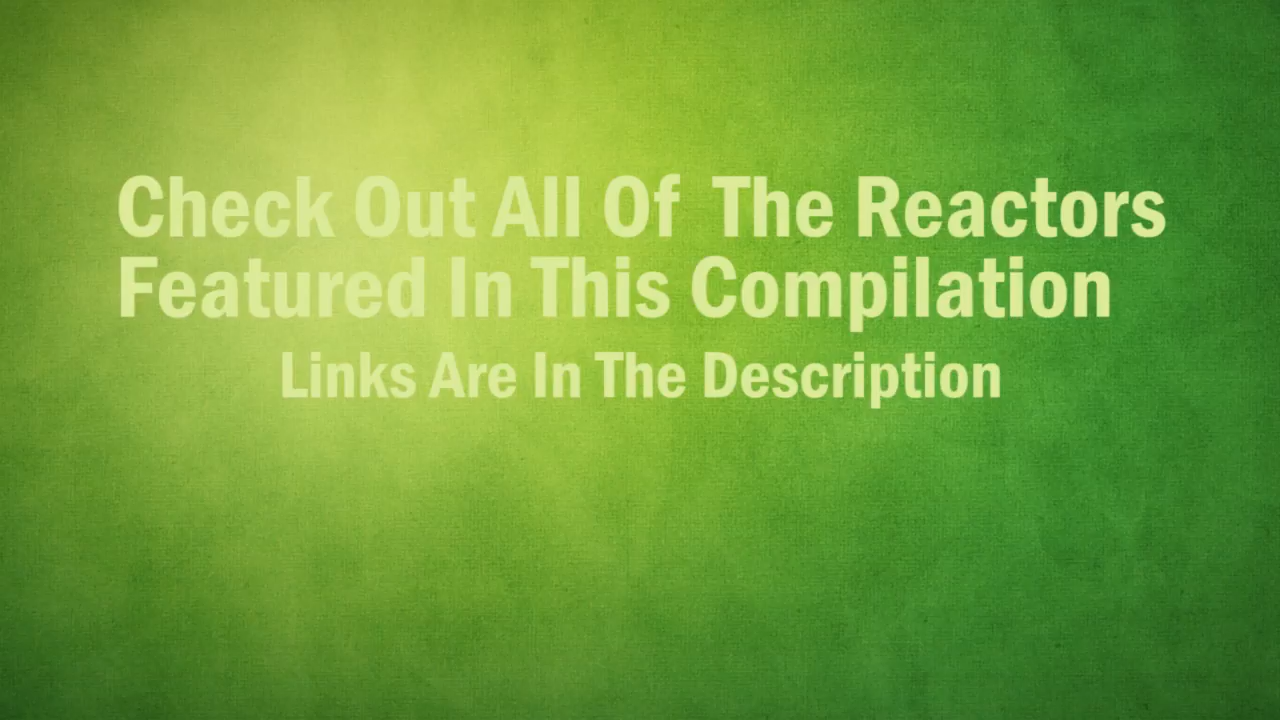 Check Out All Of The Reactors
Featured In This Compilation
Links Are In The Description